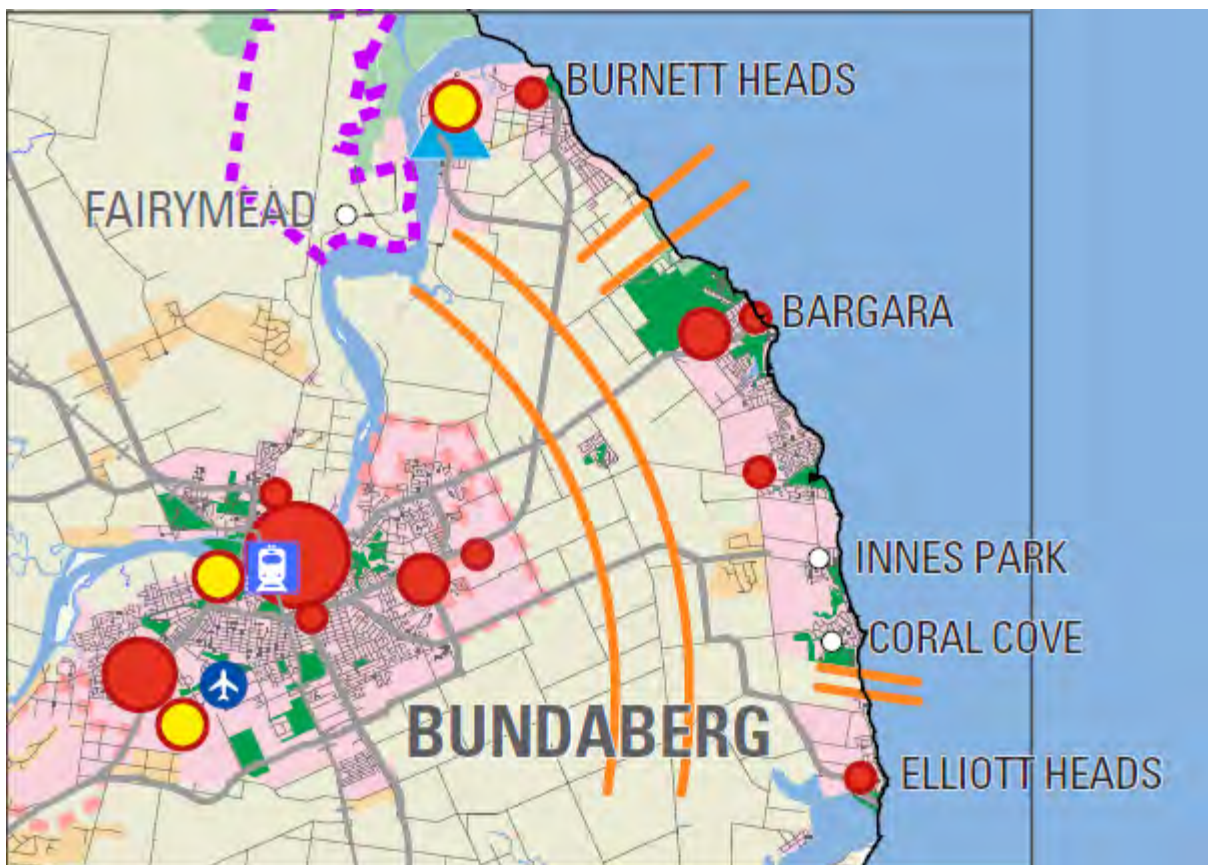 BURNETT HEADS
FAIRYMEAD
BARGARA
INNES PARK
CORAL COVE
BUNDABERG
ELLIOTT HEADS